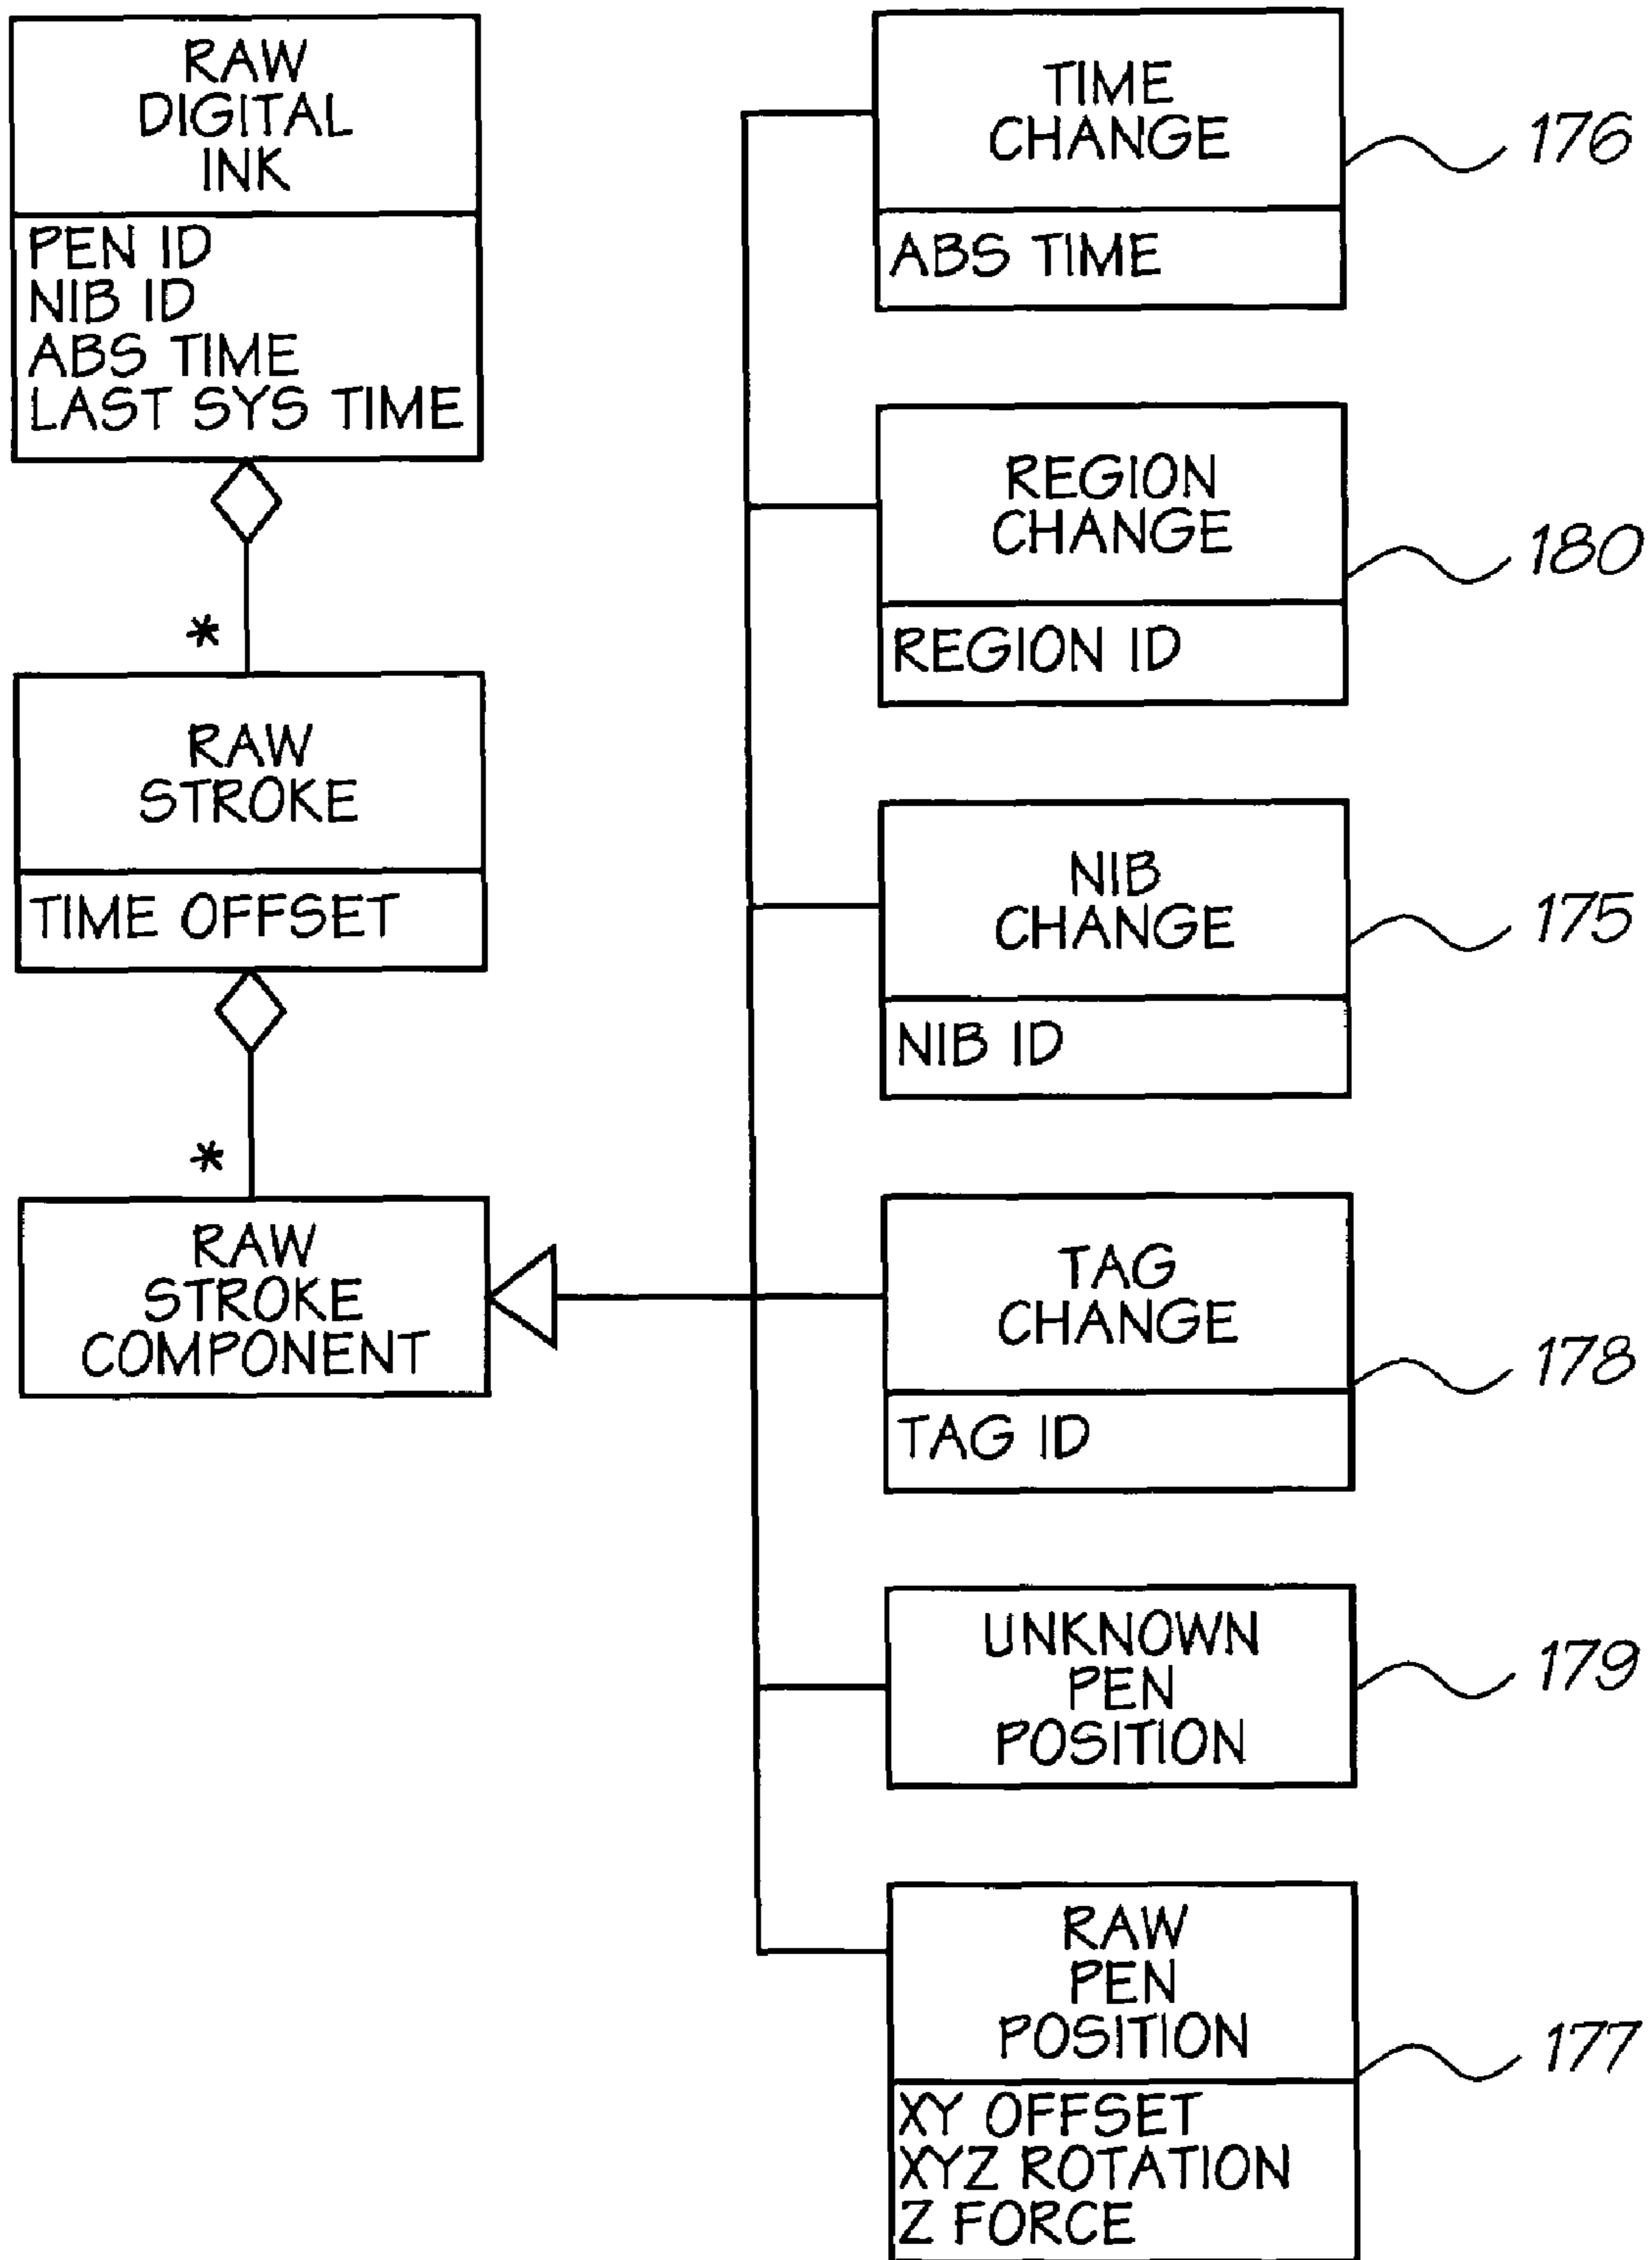 RAW
DIGITAL
INK
PEN ID
NIB ID
ABS TIME
LAST SYS TIME
*
RAW
STROKE
TIME OFFSET
*
RAW
STROKE
COMPONENT
TIME
CHANGE
ABS TIME
176
REGION
CHANGE
REGION ID
180
NIB
CHANGE
NIB ID
175
TAG
CHANGE
TAG ID
178
UNKNOWN
PEN
POSITION
179
RAW
PEN
POSITION
XY OFFSET
XYZ ROTATION
Z FORCE
177